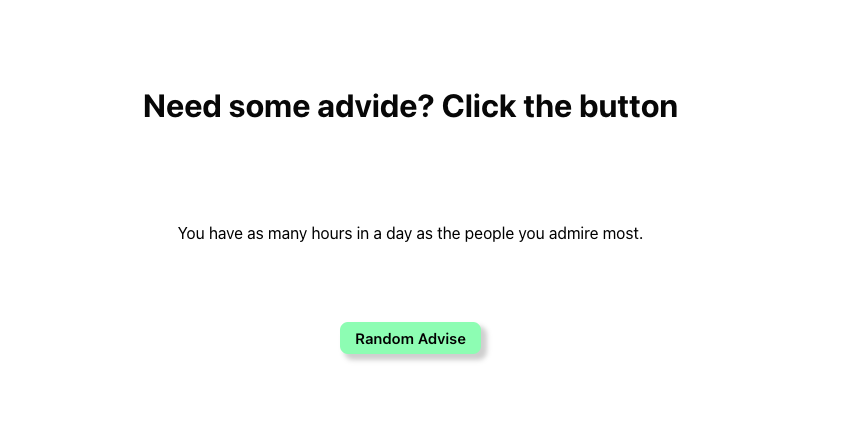 Need some advide? Click the button
You have as many hours in a day as the people you admire most.
Random Advise